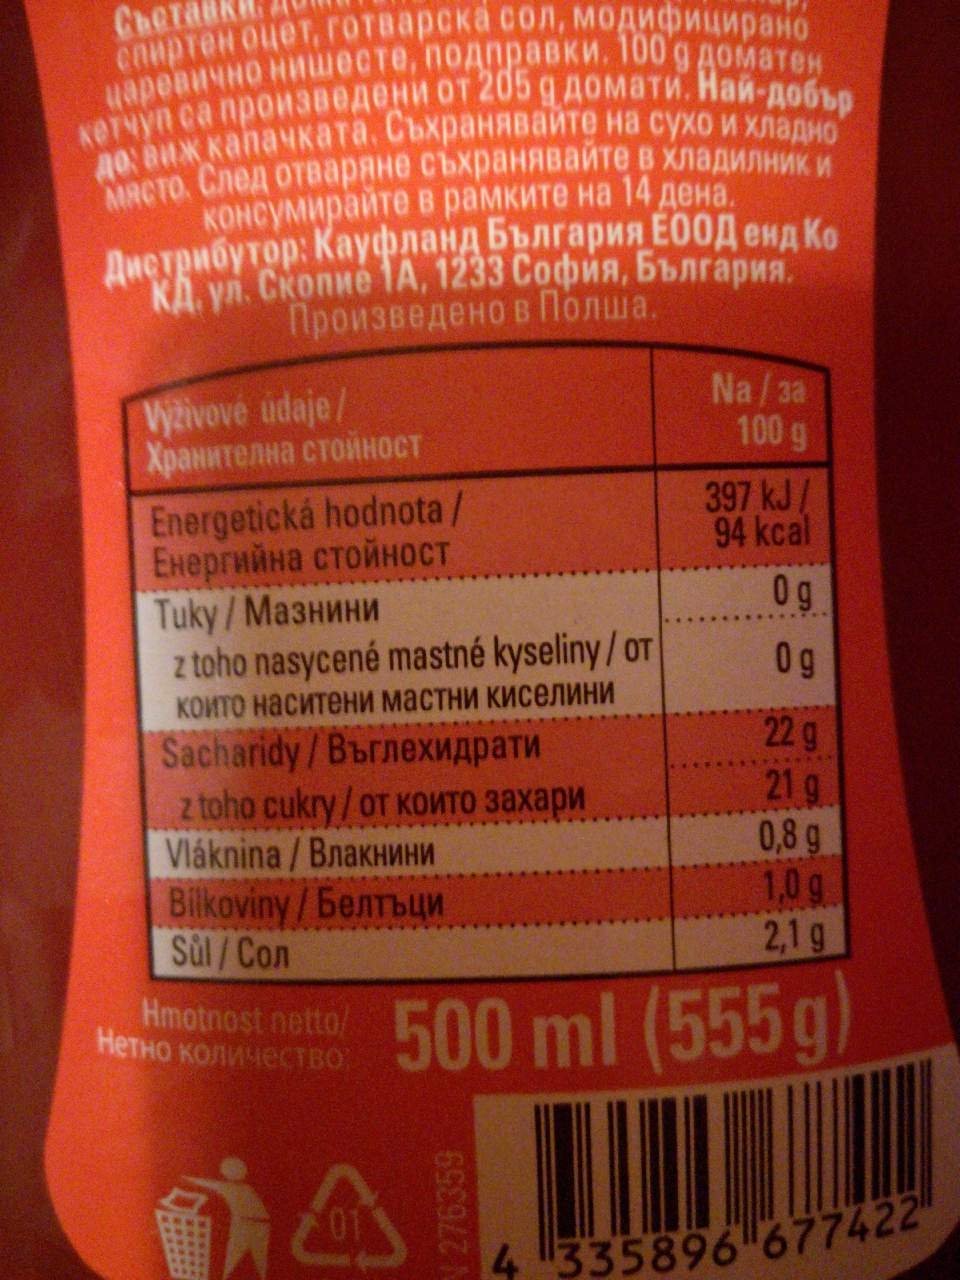 Съставки:
спиртен оцет, готварска сол, модифицирано
царевично нишесте, подправки. 100 g доматен
кетчуп са произведени от 205 g домати. Най-добър
до: виж капачката. Съхранявайте на сухо и хладно
място. След отваряне съхранявайте в хладилник и
консумирайте в рамките на 14 дена.
Дистрибутор: Кауфланд България ЕООД енд Ко
КД, ул. Скопие 1А, 1233 София, България.
Произведено в Полша.
Výživové údaje / Na / за
Хранителна стойност 100 g
Energetická hodnota / 397 kJ /
Енергийна стойност 94 kcal
Tuky / Мазнини 0 g
z toho nasycené mastné kyseliny / от 0 g
които наситени мастни киселини
Sacharidy / Въглехидрати 22 g
z toho cukry / от които захари 21 g
Vláknina / Влакнини 0,8 g
Bílkoviny / Белтъци 1,0 g
Sůl / Сол 2,1 g
Hmotnost netto/
Нетно количество: 500 ml (555 g)
01
N 276359
4 335896 677422